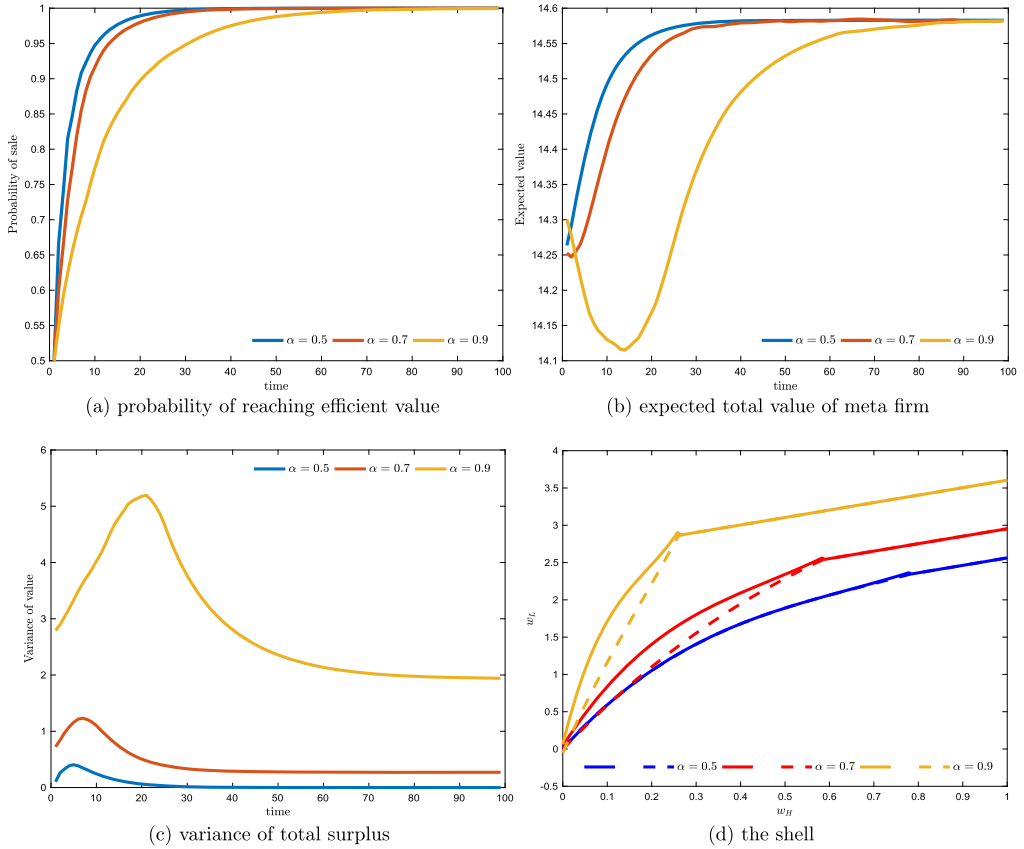 Probability of sale
1
0.95
0.9
0.85
0.8
0.75
0.7
0.65
0.6
0.55
0.5
0 10 20 30 40 50 60 70 80 90 100
α = 0.5 α = 0.7 α = 0.9
time
(a) probability of reaching efficient value
Expected value
14.6
14.55
14.5
14.45
14.4
14.35
14.3
14.25
14.2
14.15
14.1
0 10 20 30 40 50 60 70 80 90 100
α = 0.5 α = 0.7 α = 0.9
time
(b) expected total value of meta firm
Variance of value
6
5
4
3
2
1
0
0 10 20 30 40 50 60 70 80 90 100
α = 0.5 α = 0.7 α = 0.9
time
(c) variance of total surplus
w_L
4
3.5
3
2.5
2
1.5
1
0.5
0
-0.5
0 0.1 0.2 0.3 0.4 0.5 0.6 0.7 0.8 0.9 1
α = 0.5 α = 0.7 α = 0.9
w_H
(d) the shell